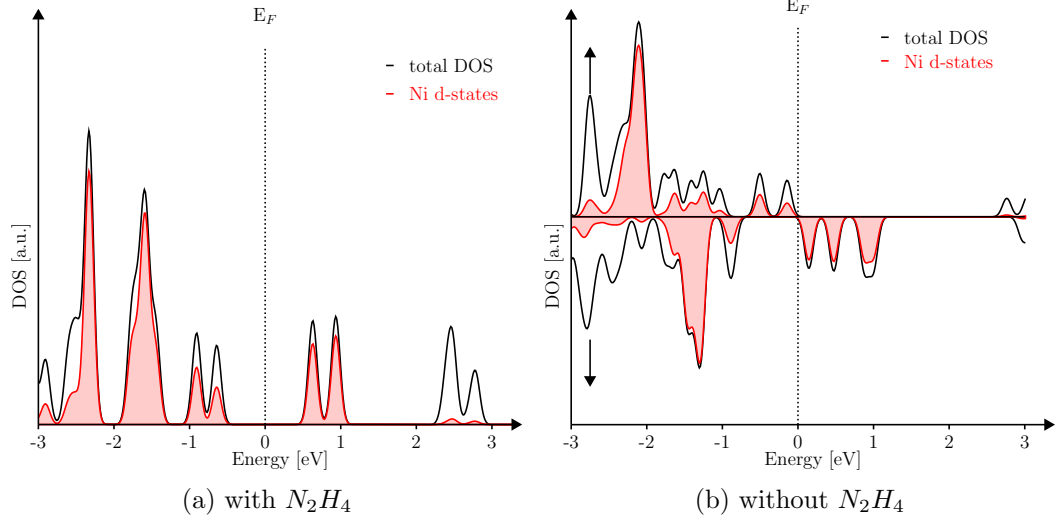 E_F
total DOS
Ni d-states
DOS [a.u.]
-3 -2 -1 0 1 2 3
Energy [eV]
(a) with N_2H_4
E_F
total DOS
Ni d-states
DOS [a.u.]
-3 -2 -1 0 1 2 3
Energy [eV]
(b) without N_2H_4